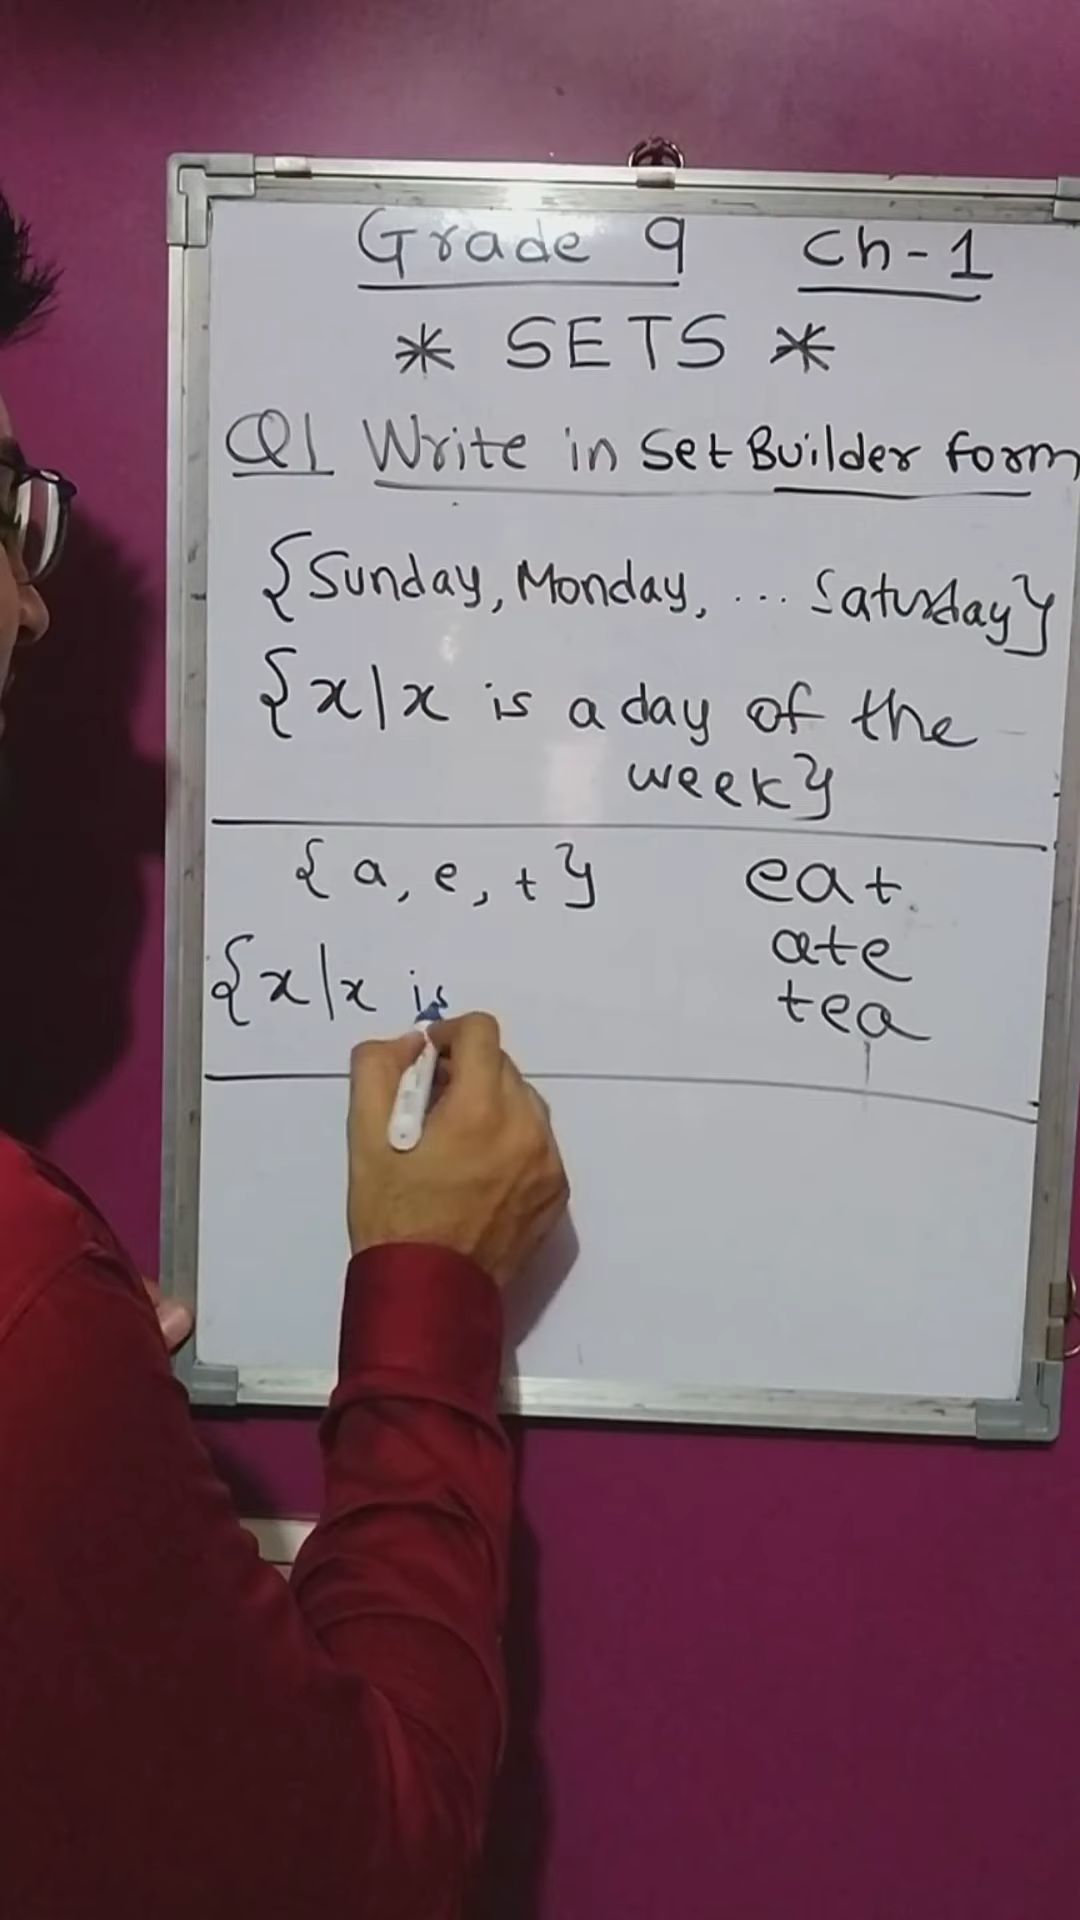 Grade 9 Ch-1
* SETS *
Q1 Write in Set Builder form
{Sunday, Monday, ... Saturday}
{x|x is a day of the
week}
{a, e, t} eat
ate
{x|x is
tea